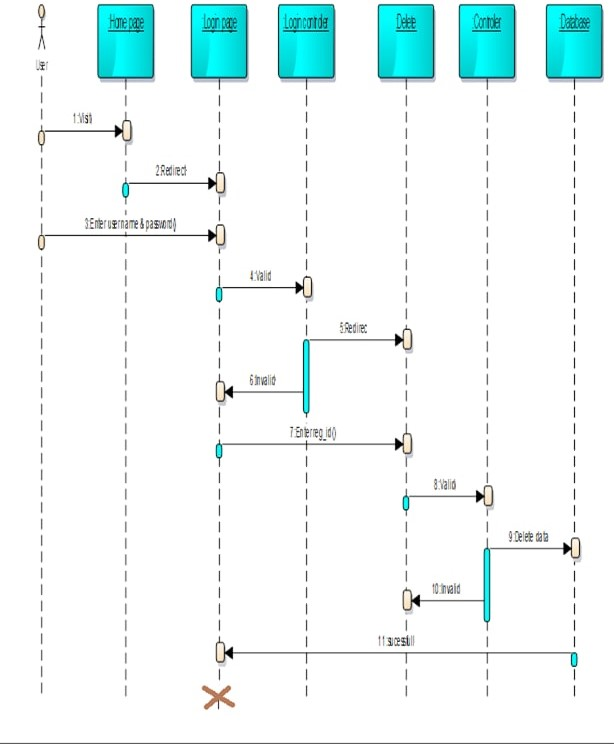 :Home page
:Login page
:Login controler
Delete
:Controler
:Database
User
1:Visit
2:Redirect
3:Enter username & password()
4:Valid
5:Redirec
6:Invalid
7:Enter reg_id()
8:Valid
9:Delete data
10:Invalid
11:sucessfull